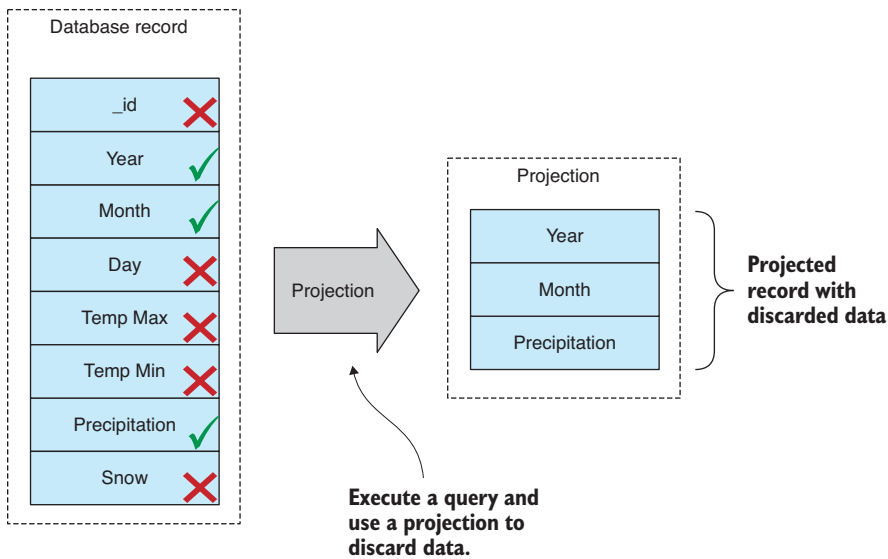 Database record
_id
Year
Month
Day
Temp Max
Temp Min
Precipitation
Snow
Projection
Projection
Year
Month
Precipitation
Projected
record with
discarded data
Execute a query and
use a projection to
discard data.